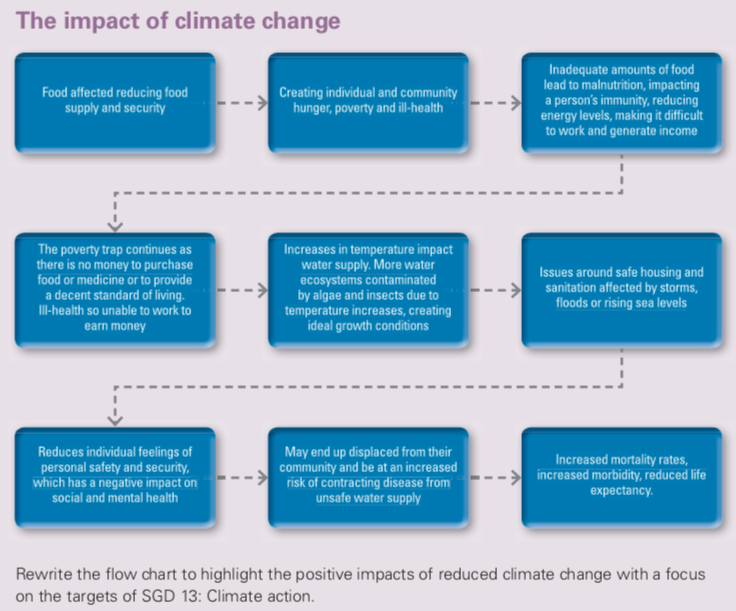 The impact of climate change
Food affected reducing food
supply and security
Creating individual and community
hunger, poverty and ill-health
Inadequate amounts of food
lead to malnutrition, impacting
a person's immunity, reducing
energy levels, making it difficult
to work and generate income
The poverty trap continues as
there is no money to purchase
food or medicine or to provide
a decent standard of living.
Ill-health so unable to work to
earn money
Increases in temperature impact
water supply. More water
ecosystems contaminated
by algae and insects due to
temperature increases, creating
ideal growth conditions
Issues around safe housing and
sanitation affected by storms,
floods or rising sea levels
Reduces individual feelings of
personal safety and security,
which has a negative impact on
social and mental health
May end up displaced from their
community and be at an increased
risk of contracting disease from
unsafe water supply
Increased mortality rates,
increased morbidity, reduced life
expectancy.
Rewrite the flow chart to highlight the positive impacts of reduced climate change with a focus
on the targets of SGD 13: Climate action.